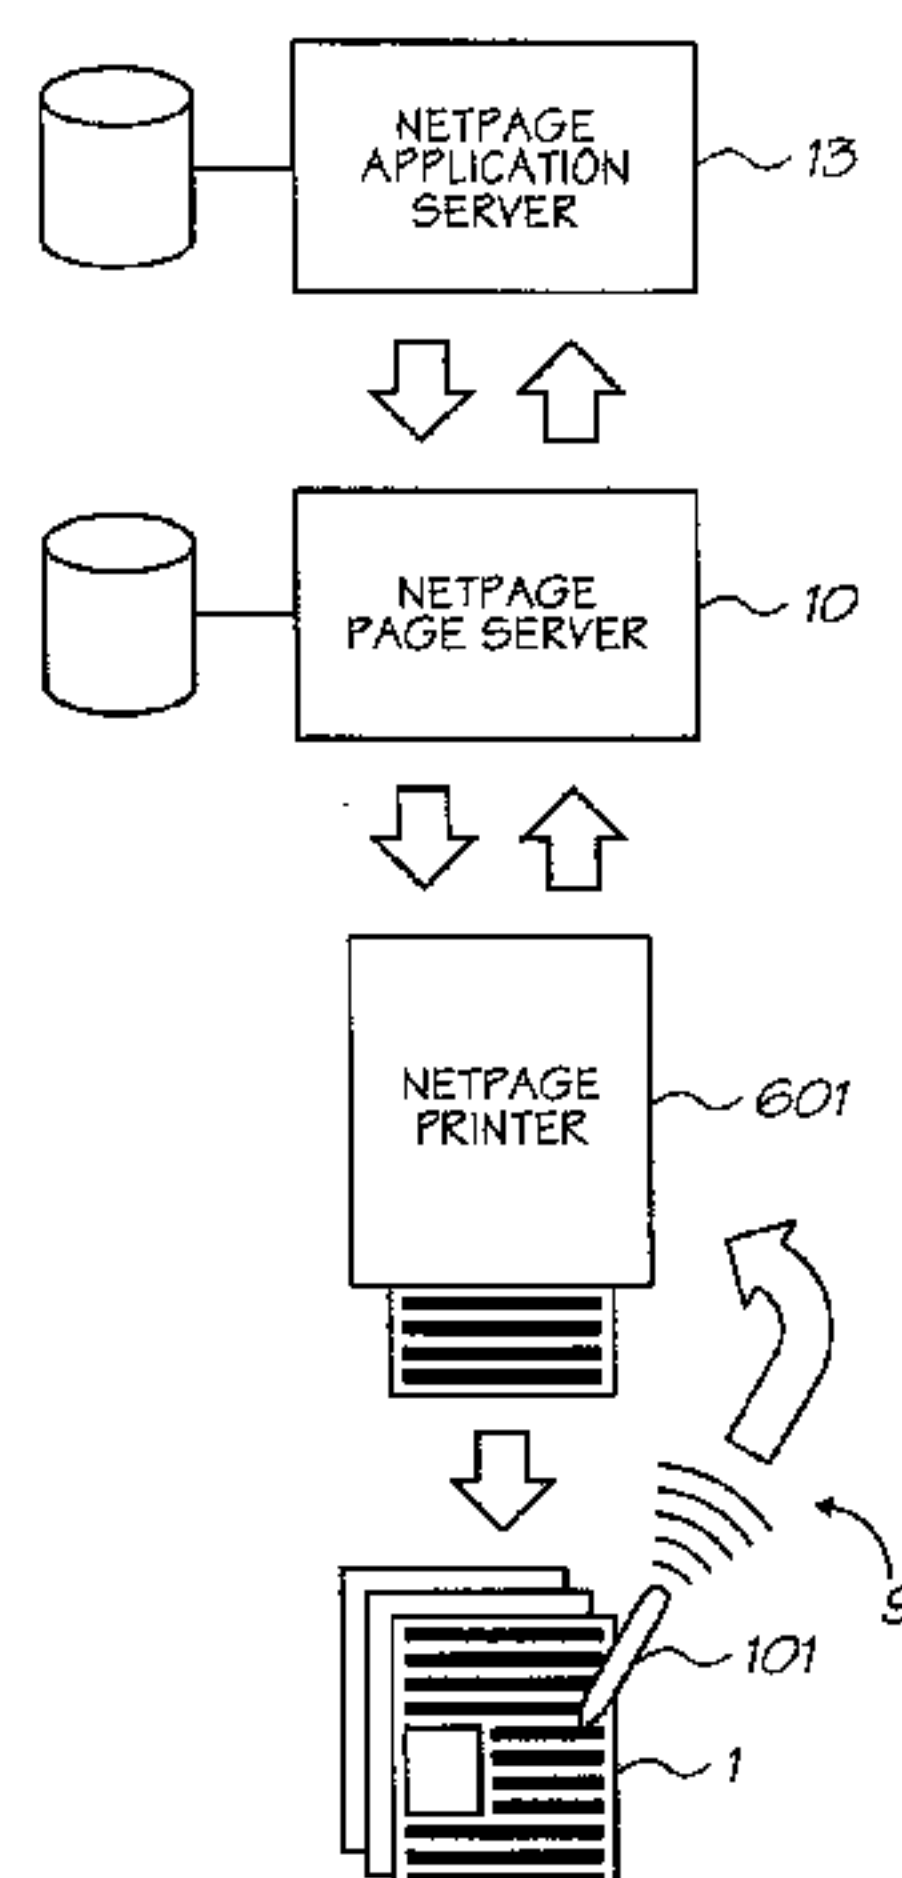 NETPAGE
APPLICATION
SERVER
13
NETPAGE
PAGE SERVER
10
NETPAGE
PRINTER
601
101
1